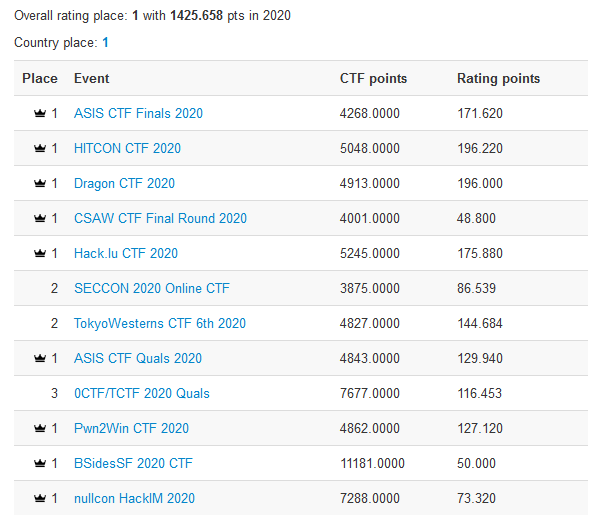 Overall rating place: 1 with 1425.658 pts in 2020
Country place: 1
Place Event CTF points Rating points
1 ASIS CTF Finals 2020 4268.0000 171.620
1 HITCON CTF 2020 5048.0000 196.220
1 Dragon CTF 2020 4913.0000 196.000
1 CSAW CTF Final Round 2020 4001.0000 48.800
1 Hack.lu CTF 2020 5245.0000 175.880
2 SECCON 2020 Online CTF 3875.0000 86.539
2 TokyoWesterns CTF 6th 2020 4827.0000 144.684
1 ASIS CTF Quals 2020 4843.0000 129.940
3 0CTF/TCTF 2020 Quals 7677.0000 116.453
1 Pwn2Win CTF 2020 4862.0000 127.120
1 BSidesSF 2020 CTF 11181.0000 50.000
1 nullcon HackIM 2020 7288.0000 73.320